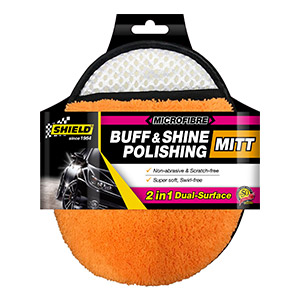 MICROFIBRE
SHIELD
since 1964
BUFF & SHINE
POLISHING
MITT
✓ Non-abrasive & Scratch-free
✓ Super soft, Swirl-free
2 in 1 Dual-Surface